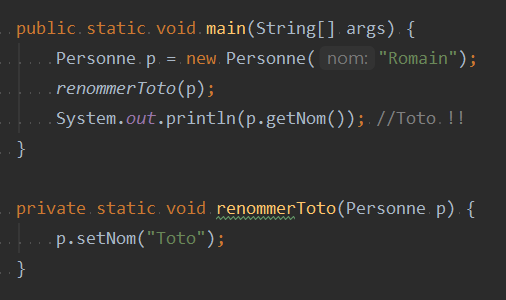 public static void main(String[] args) {
Personne p = new Personne( nom: "Romain");
renommerToto(p);
System.out.println(p.getNom()); //Toto !!
}
private static void renommerToto(Personne p) {
p.setNom("Toto");
}